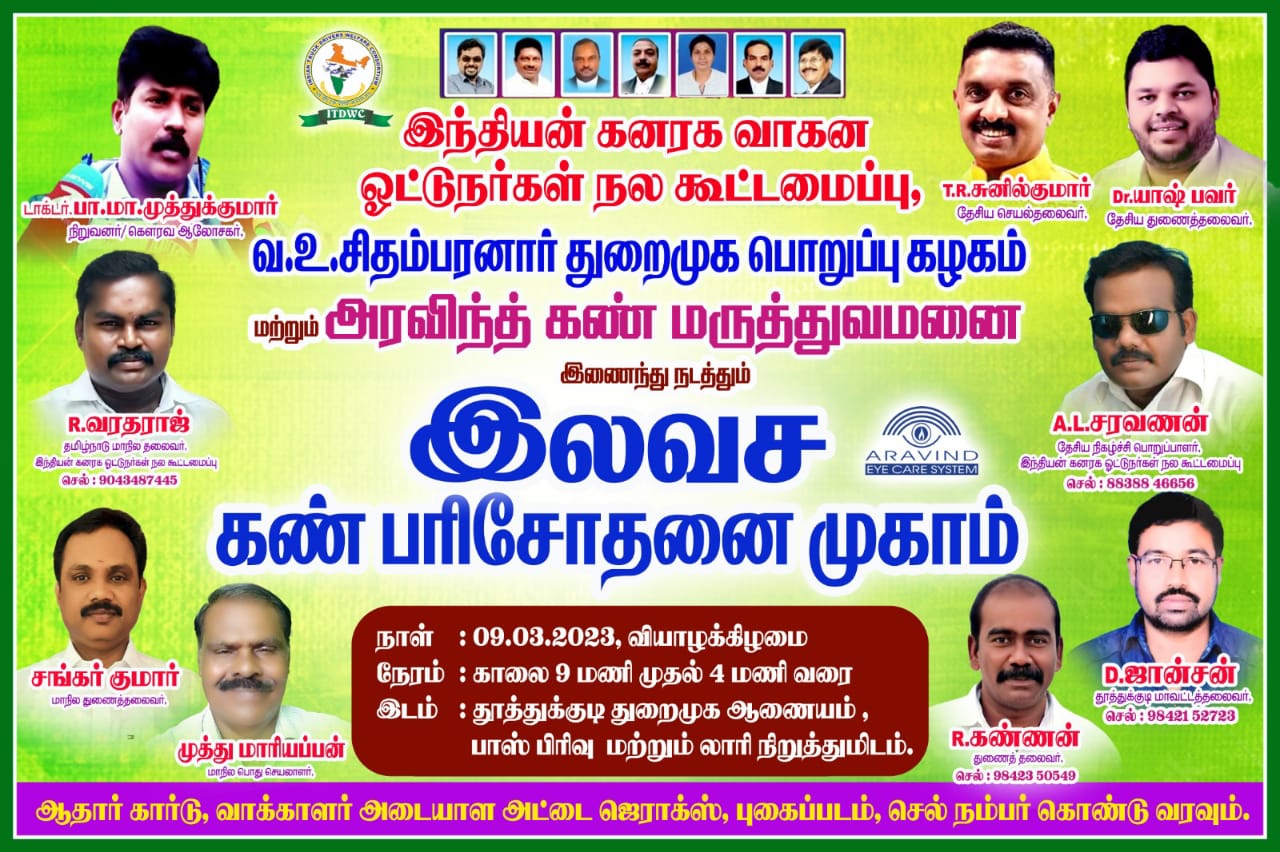 INDIAN TRUCK DRIVERS WELFARE CONSORTIUM
ITDWC
இந்தியன் கனரக வாகன
ஓட்டுநர்கள் நல கூட்டமைப்பு,
வ.உ.சிதம்பரனார் துறைமுக பொறுப்பு கழகம்
மற்றும் அரவிந்த் கண் மருத்துவமனை
இணைந்து நடத்தும்
இலவச
கண் பரிசோதனை முகாம்
ARAVIND
EYE CARE SYSTEM
டாக்டர்.பா.மா.முத்துக்குமார்
நிறுவனர்/ கௌரவ ஆலோசகர்.
T.R.சுனில்குமார்
தேசிய செயல்தலைவர்.
Dr.யாஷ் பவர்
தேசிய துணைத்தலைவர்.
R.வரதராஜ்
தமிழ்நாடு மாநில தலைவர்.
இந்தியன் கனரக ஓட்டுநர்கள் நல கூட்டமைப்பு
செல் : 9043487445
A.L.சரவணன்
தேசிய நிகழ்ச்சி பொறுப்பாளர்.
இந்தியன் கனரக ஓட்டுநர்கள் நல கூட்டமைப்பு
செல் : 88388 46656
சங்கர் குமார்
மாநில துணைத்தலைவர்.
முத்து மாரியப்பன்
மாநில பொது செயலாளர்.
நாள் : 09.03.2023, வியாழக்கிழமை
நேரம் : காலை 9 மணி முதல் 4 மணி வரை
இடம் : தூத்துக்குடி துறைமுக ஆணையம் ,
பாஸ் பிரிவு மற்றும் லாரி நிறுத்துமிடம்.
R.கண்ணன்
துணைத் தலைவர்.
செல் : 98423 50549
D.ஜான்சன்
தூத்துக்குடி மாவட்டத்தலைவர்.
செல் : 98421 52723
ஆதார் கார்டு, வாக்காளர் அடையாள அட்டை ஜெராக்ஸ், புகைப்படம், செல் நம்பர் கொண்டு வரவும்.